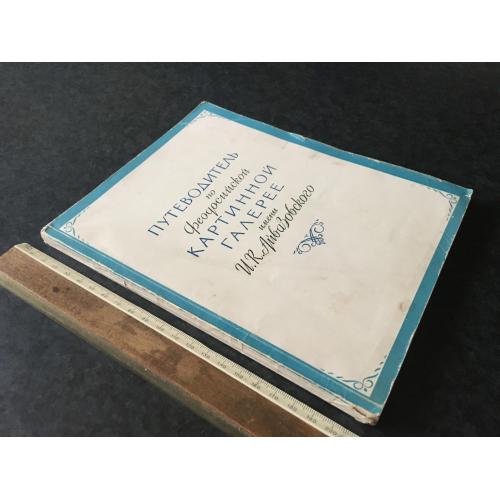 ПУТЕВОДИТЕЛЬ
по
Феодосийской
КАРТИННОЙ
ГАЛЕРЕЕ
имени
И.К.Айвазовского